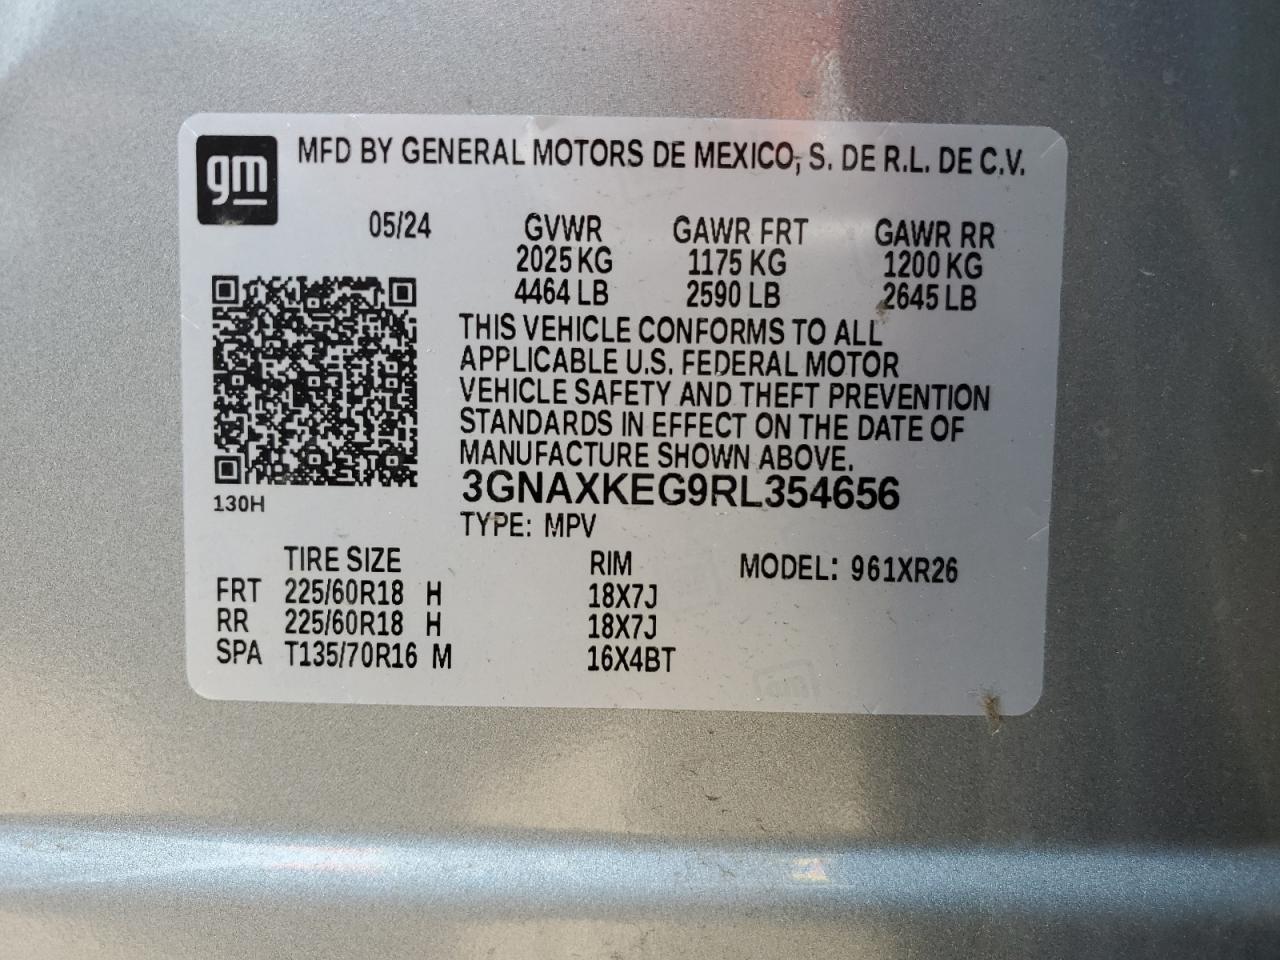 gm
MFD BY GENERAL MOTORS DE MEXICO, S. DE R.L. DE C.V.
05/24 GVWR GAWR FRT GAWR RR
2025 KG 1175 KG 1200 KG
4464 LB 2590 LB 2645 LB
THIS VEHICLE CONFORMS TO ALL
APPLICABLE U.S. FEDERAL MOTOR
VEHICLE SAFETY AND THEFT PREVENTION
STANDARDS IN EFFECT ON THE DATE OF
MANUFACTURE SHOWN ABOVE.
3GNAXKEG9RL354656
130H
TYPE: MPV
TIRE SIZE RIM MODEL: 961XR26
FRT 225/60R18 H 18X7J
RR 225/60R18 H 18X7J
SPA T135/70R16 M 16X4BT